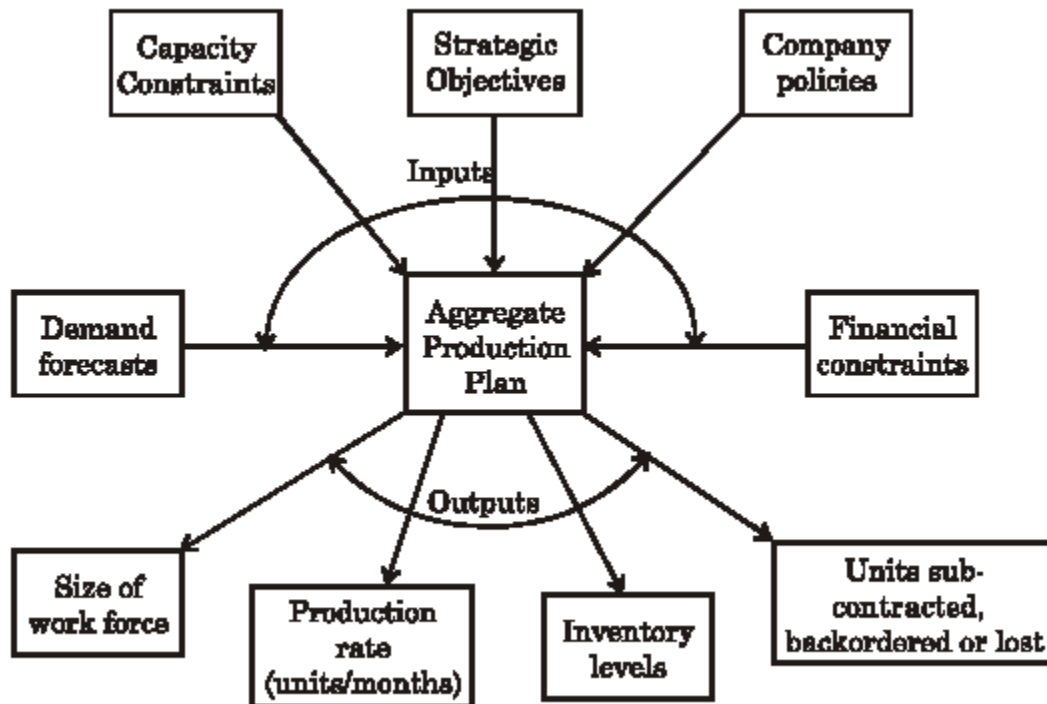 Capacity
Constraints
Strategic
Objectives
Company
policies
Inputs
Demand
forecasts
Aggregate
Production
Plan
Financial
constraints
Outputs
Size of
work force
Production
rate
(units/months)
Inventory
levels
Units sub-
contracted,
backordered or lost